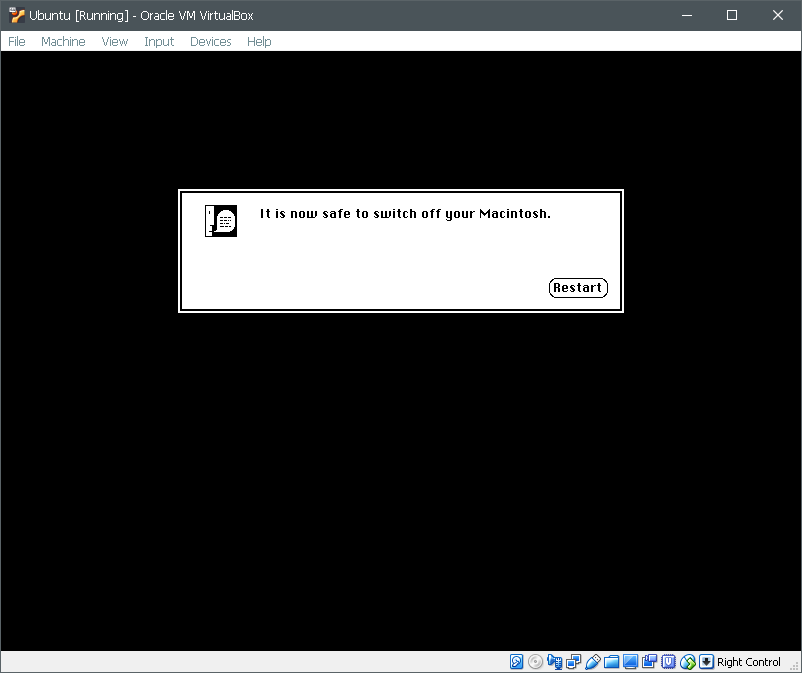 Ubuntu [Running] - Oracle VM VirtualBox
File Machine View Input Devices Help
It is now safe to switch off your Macintosh.
Restart
Right Control